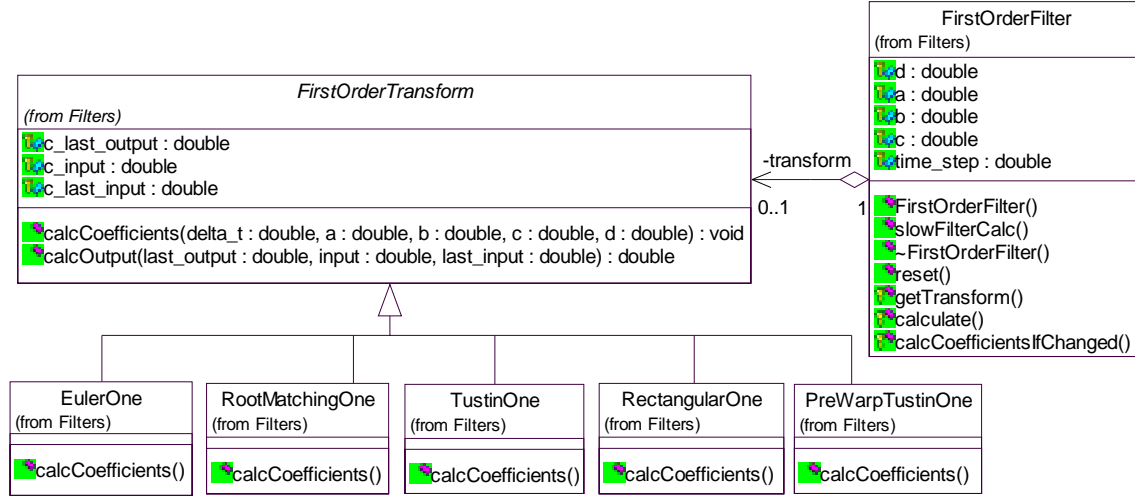 FirstOrderFilter
(from Filters)
d : double
a : double
b : double
c : double
time_step : double
FirstOrderFilter()
slowFilterCalc()
~FirstOrderFilter()
reset()
getTransform()
calculate()
calcCoefficientsIfChanged()
FirstOrderTransform
(from Filters)
c_last_output : double
c_input : double
c_last_input : double
calcCoefficients(delta_t : double, a : double, b : double, c : double, d : double) : void
calcOutput(last_output : double, input : double, last_input : double) : double
-transform
0..1
1
EulerOne
(from Filters)
calcCoefficients()
RootMatchingOne
(from Filters)
calcCoefficients()
TustinOne
(from Filters)
calcCoefficients()
RectangularOne
(from Filters)
calcCoefficients()
PreWarpTustinOne
(from Filters)
calcCoefficients()